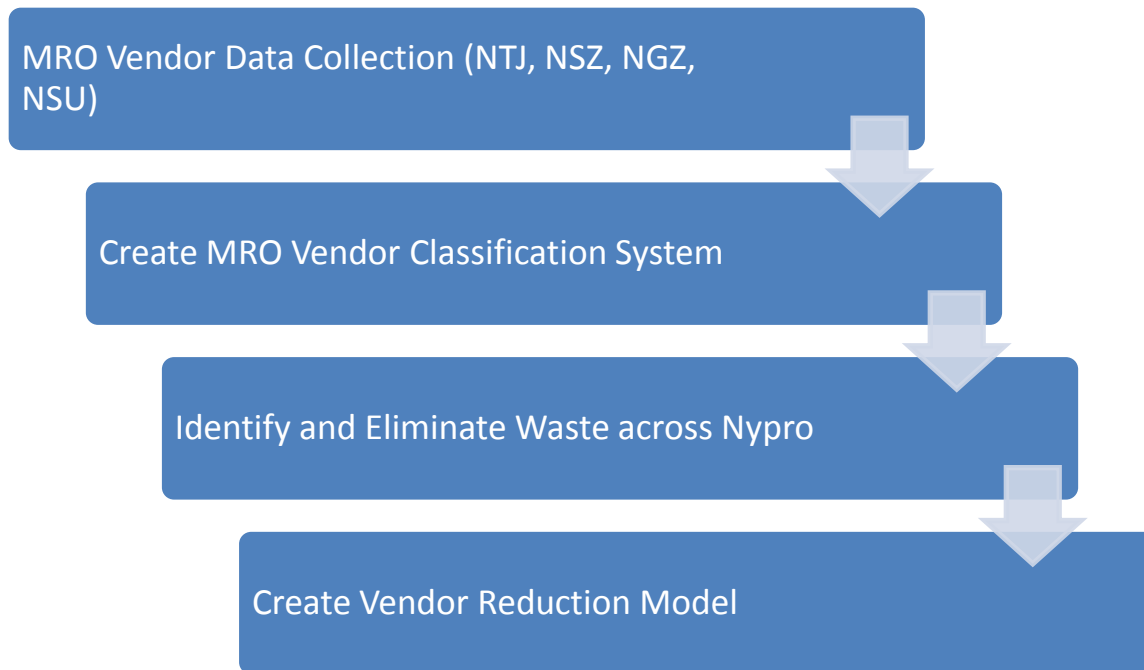 MRO Vendor Data Collection (NTJ, NSZ, NGZ,
NSU)
Create MRO Vendor Classification System
Identify and Eliminate Waste across Nypro
Create Vendor Reduction Model